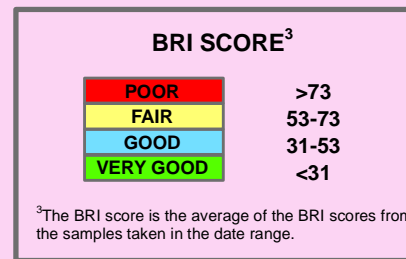 BRI SCORE³
POOR >73
FAIR 53-73
GOOD 31-53
VERY GOOD <31
³The BRI score is the average of the BRI scores from
the samples taken in the date range.